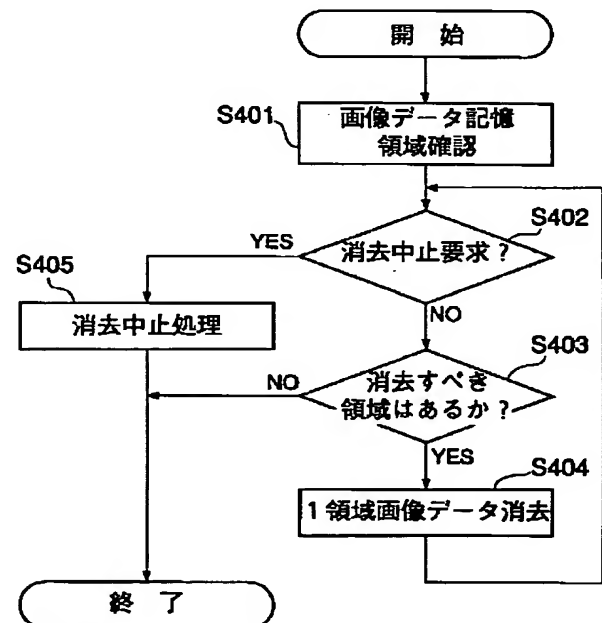 開 始
S401
画像データ記憶
領域確認
S402
消去中止要求？
YES
NO
S405
消去中止処理
S403
消去すべき
領域はあるか？
NO
YES
S404
1領域画像データ消去
終 了